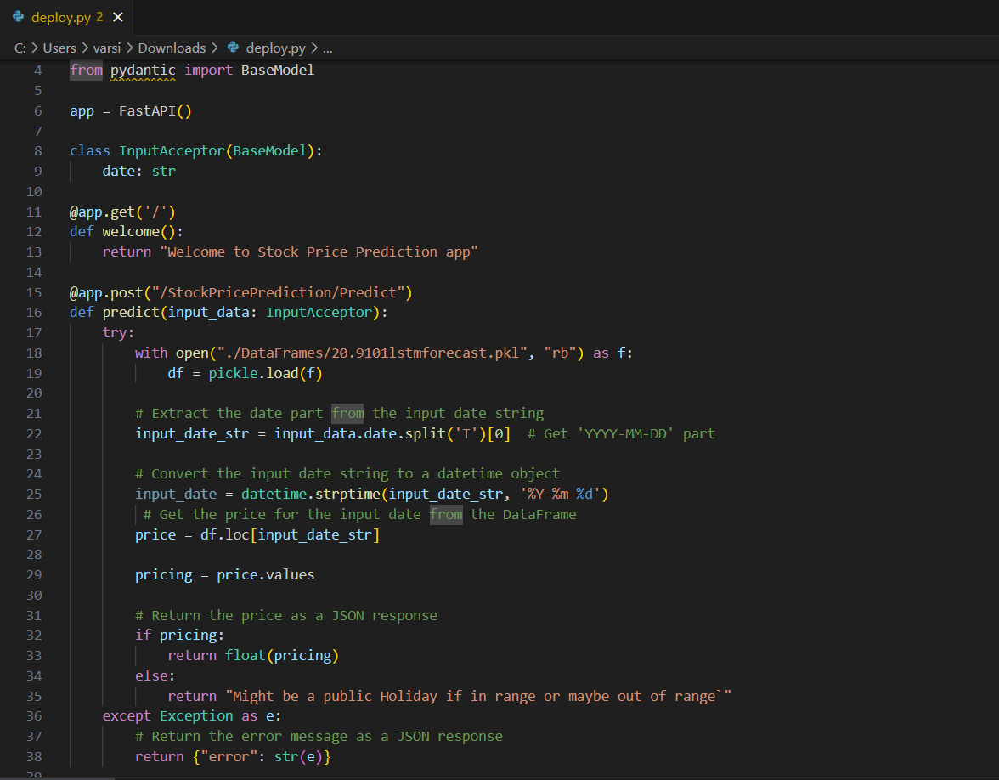 deploy.py 2 ×
C: > Users > varsi > Downloads > deploy.py > ...
4 from pydantic import BaseModel
5
6 app = FastAPI()
7
8 class InputAcceptor(BaseModel):
9     date: str
10
11 @app.get('/')
12 def welcome():
13     return "Welcome to Stock Price Prediction app"
14
15 @app.post("/StockPricePrediction/Predict")
16 def predict(input_data: InputAcceptor):
17     try:
18         with open("./DataFrames/20.9101lstmforecast.pkl", "rb") as f:
19             df = pickle.load(f)
20
21         # Extract the date part from the input date string
22         input_date_str = input_data.date.split('T')[0]  # Get 'YYYY-MM-DD' part
23
24         # Convert the input date string to a datetime object
25         input_date = datetime.strptime(input_date_str, '%Y-%m-%d')
26          # Get the price for the input date from the DataFrame
27         price = df.loc[input_date_str]
28
29         pricing = price.values
30
31         # Return the price as a JSON response
32         if pricing:
33             return float(pricing)
34         else:
35             return "Might be a public Holiday if in range or maybe out of range`"
36     except Exception as e:
37         # Return the error message as a JSON response
38         return {"error": str(e)}
39